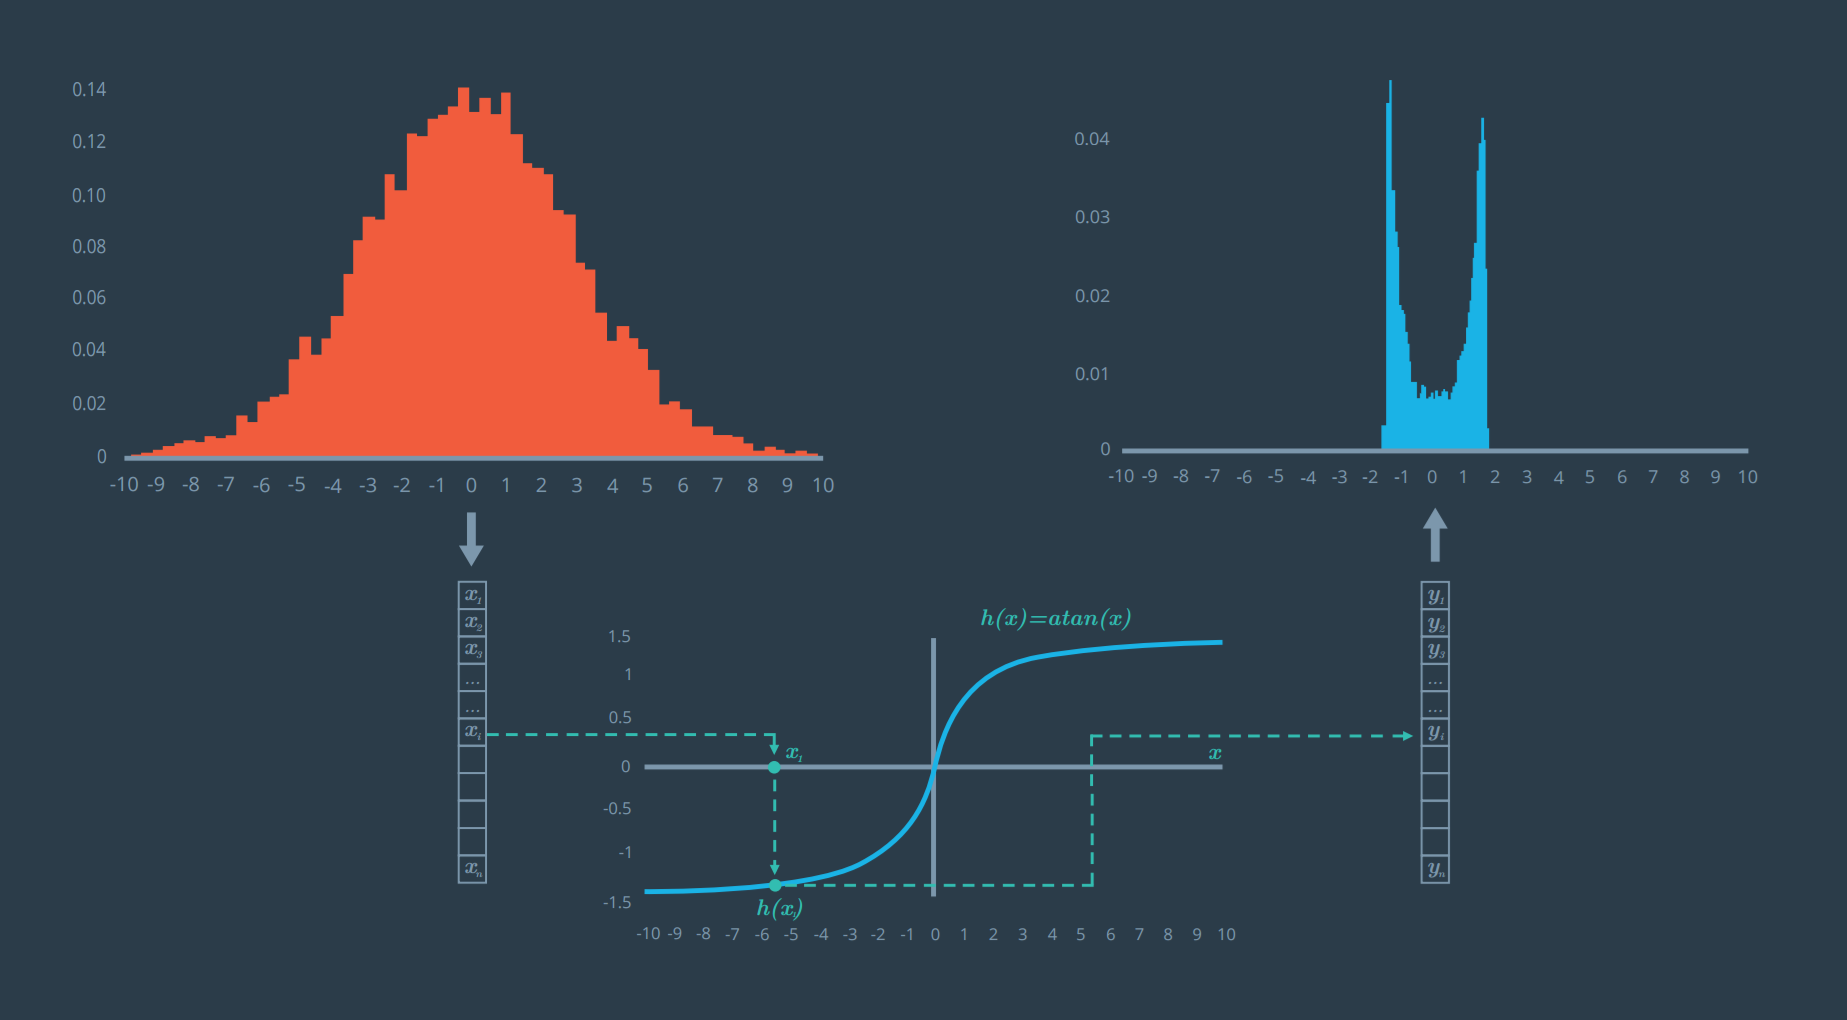 0.14
0.12
0.10
0.08
0.06
0.04
0.02
0
-10 -9 -8 -7 -6 -5 -4 -3 -2 -1 0 1 2 3 4 5 6 7 8 9 10
0.04
0.03
0.02
0.01
0
-10 -9 -8 -7 -6 -5 -4 -3 -2 -1 0 1 2 3 4 5 6 7 8 9 10
x₁
x₂
x₃
...
...
xᵢ
xₙ
h(x)=atan(x)
1.5
1
0.5
0
-0.5
-1
-1.5
x₁
x
h(xᵢ)
-10 -9 -8 -7 -6 -5 -4 -3 -2 -1 0 1 2 3 4 5 6 7 8 9 10
y₁
y₂
y₃
...
...
yᵢ
yₙ